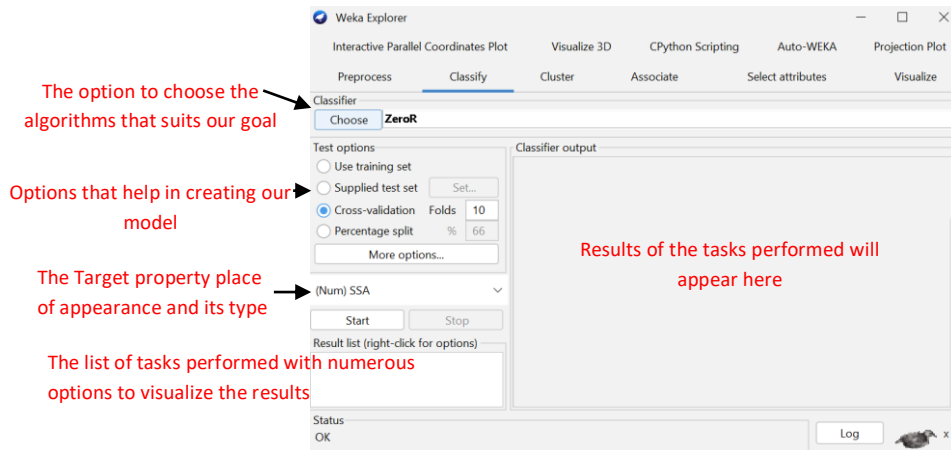 Weka Explorer
Interactive Parallel Coordinates Plot Visualize 3D CPython Scripting Auto-WEKA Projection Plot
Preprocess Classify Cluster Associate Select attributes Visualize
The option to choose the
algorithms that suits our goal
Classifier
Choose ZeroR
Test options
Use training set
Supplied test set Set...
Cross-validation Folds 10
Percentage split % 66
More options...
Options that help in creating our
model
Classifier output
Results of the tasks performed will
appear here
The Target property place
of appearance and its type
(Num) SSA
Start Stop
Result list (right-click for options)
The list of tasks performed with numerous
options to visualize the results
Status
OK
Log
x